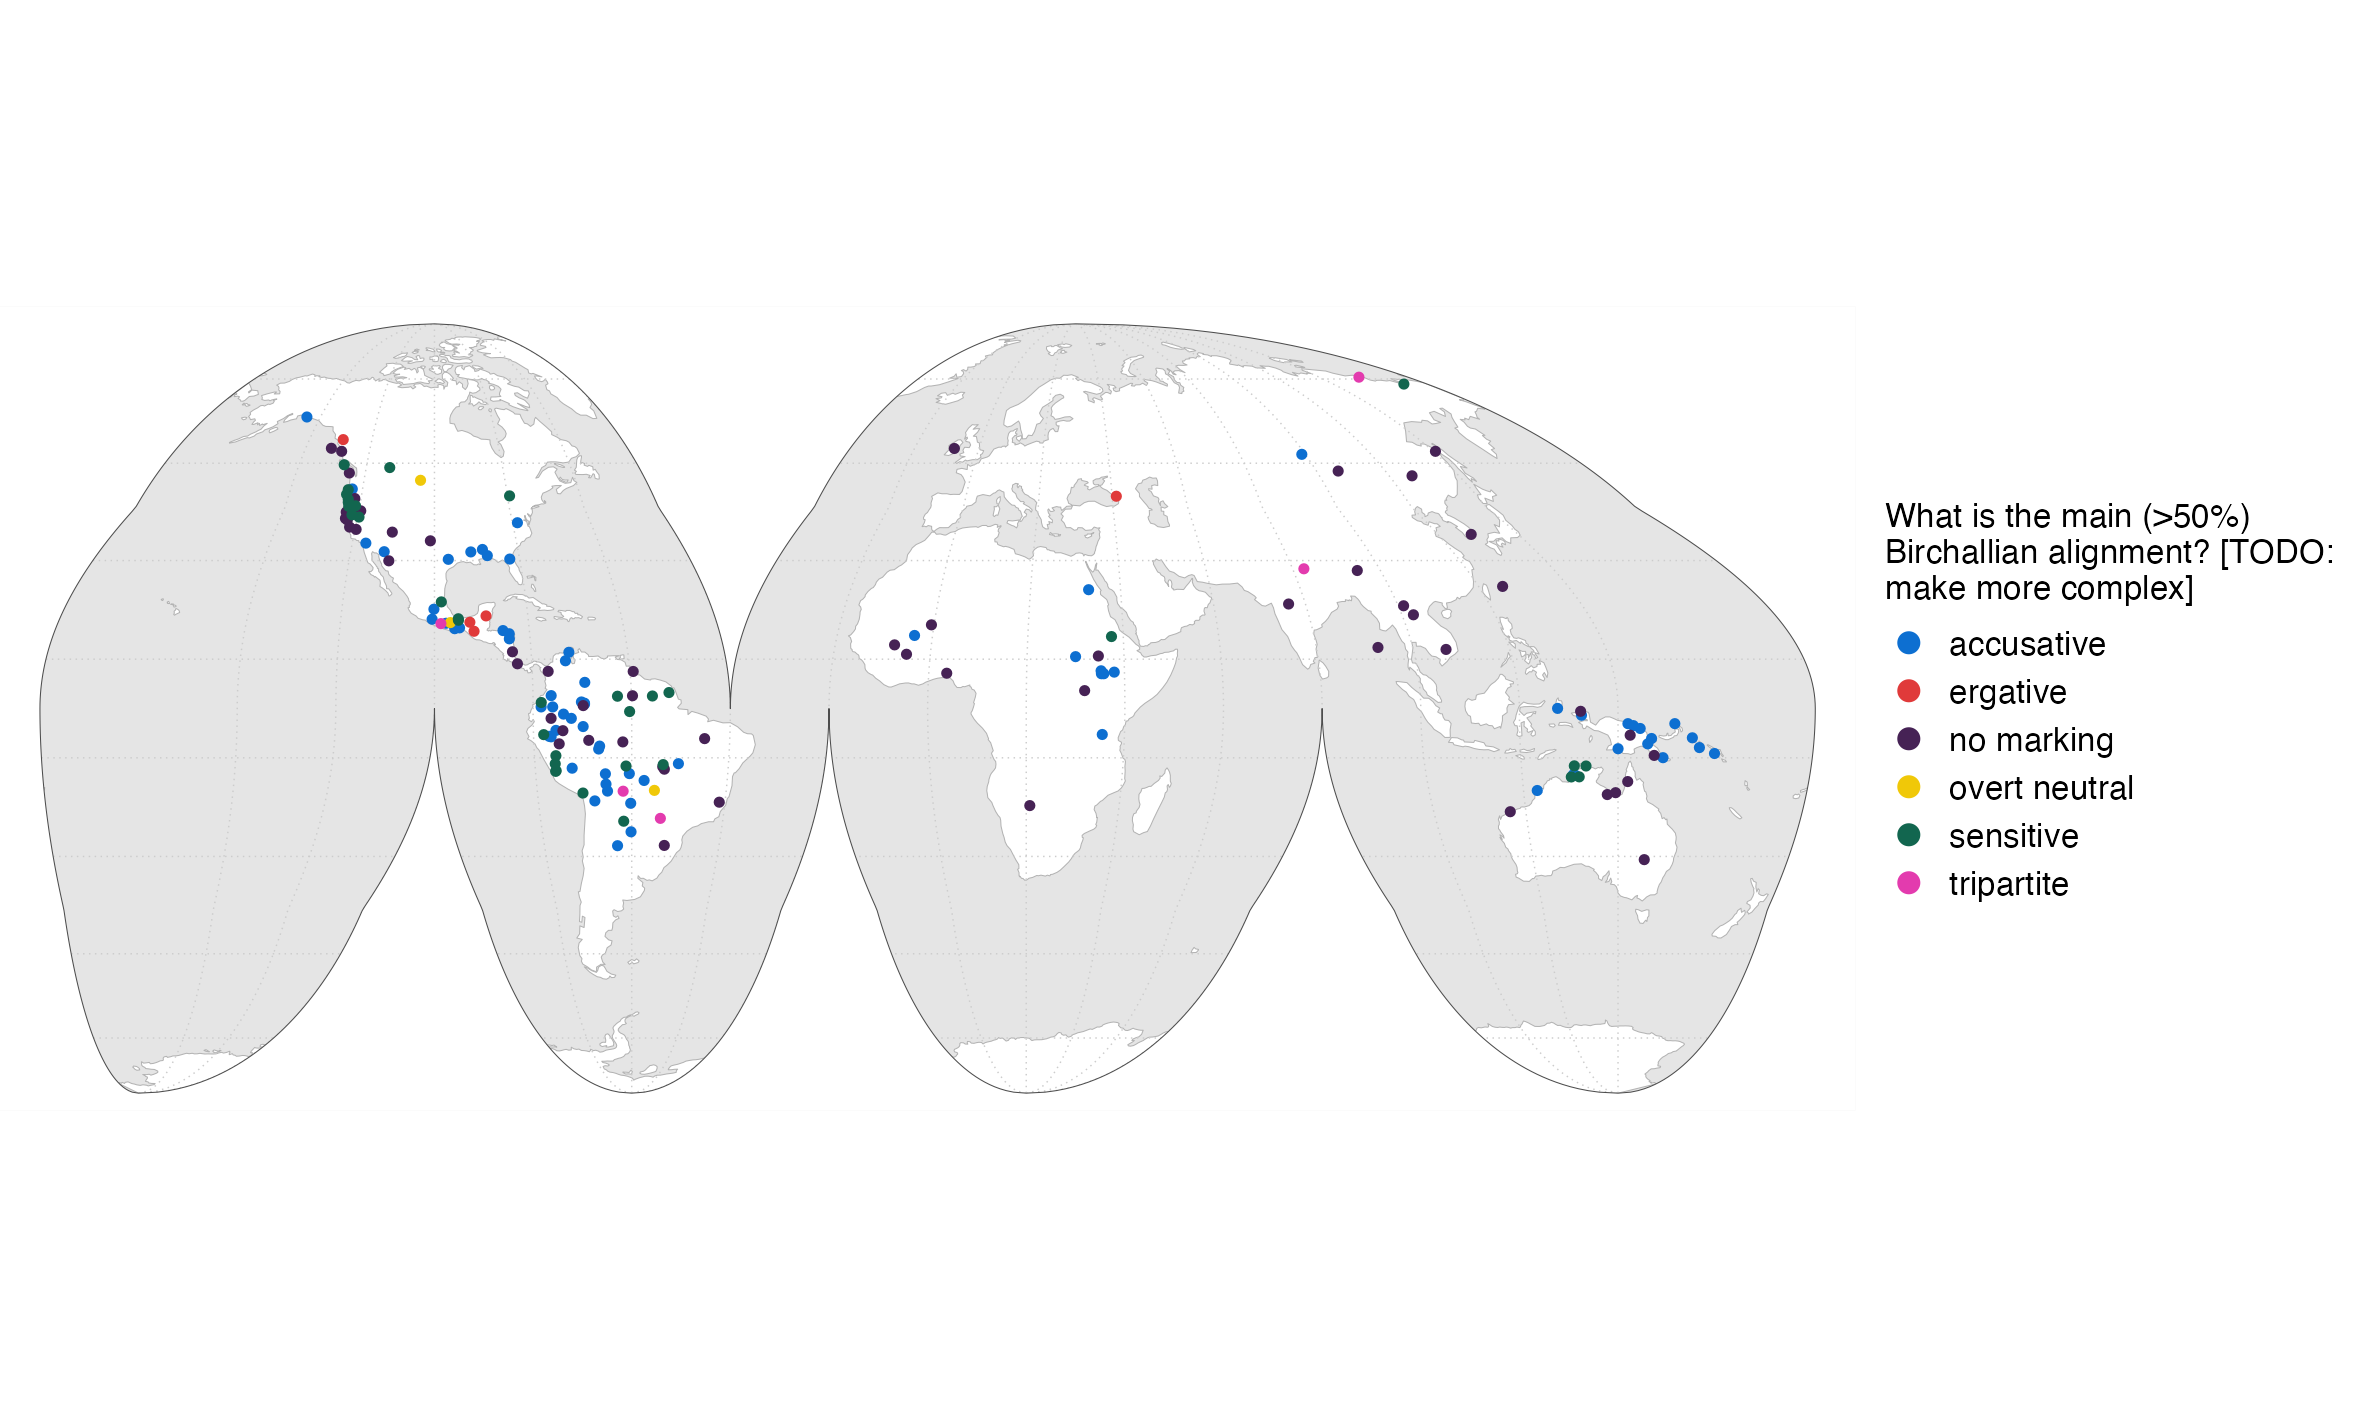 What is the main (>50%)
Birchallian alignment? [TODO:
make more complex]
accusative
ergative
no marking
overt neutral
sensitive
tripartite